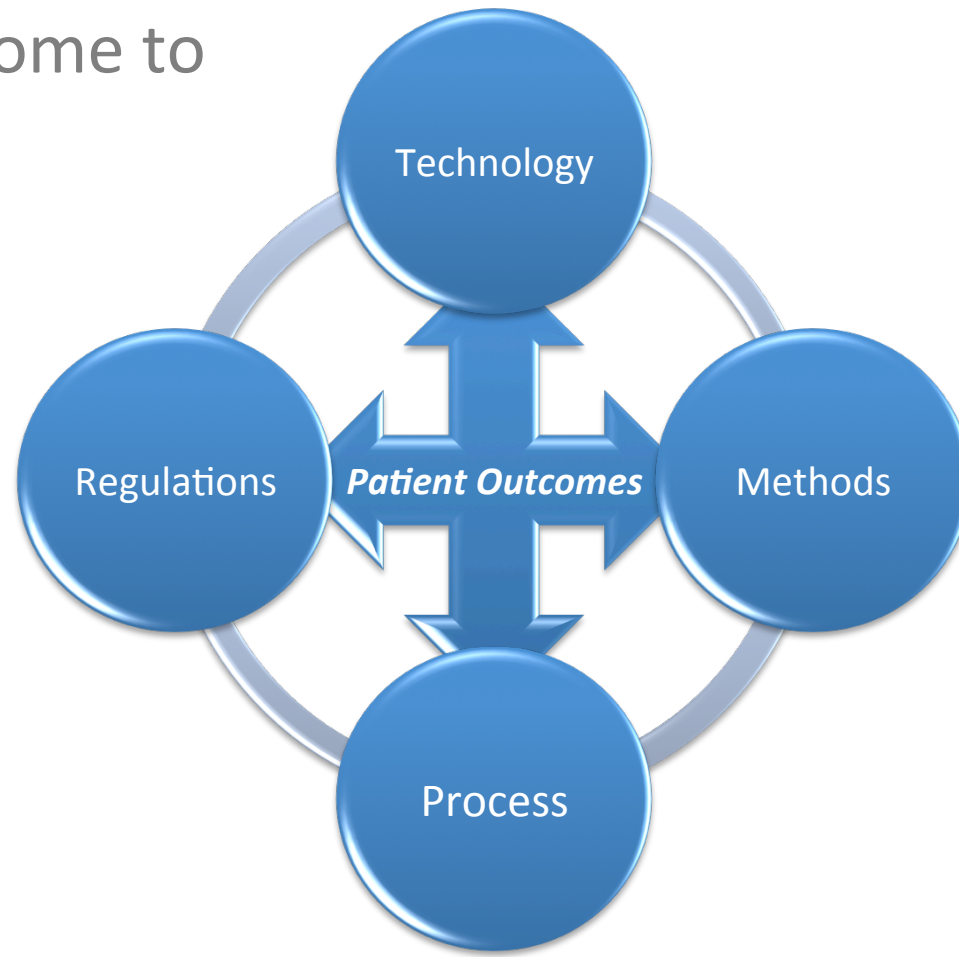 ome to
Technology
Regulations
Patient Outcomes
Methods
Process